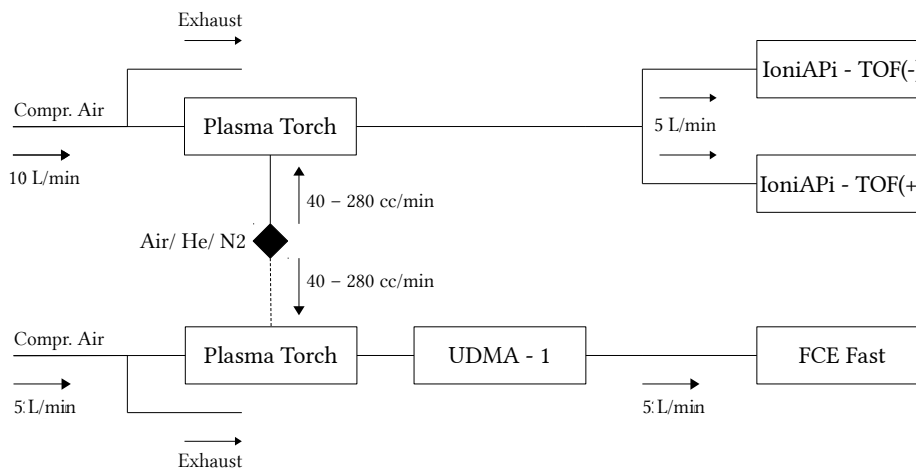 Exhaust
IoniAPi - TOF(-)
Compr. Air
Plasma Torch
5 L/min
10 L/min
IoniAPi - TOF(+
40 – 280 cc/min
Air/ He/ N2
40 – 280 cc/min
Compr. Air
Plasma Torch
UDMA - 1
FCE Fast
5 L/min
5 L/min
Exhaust